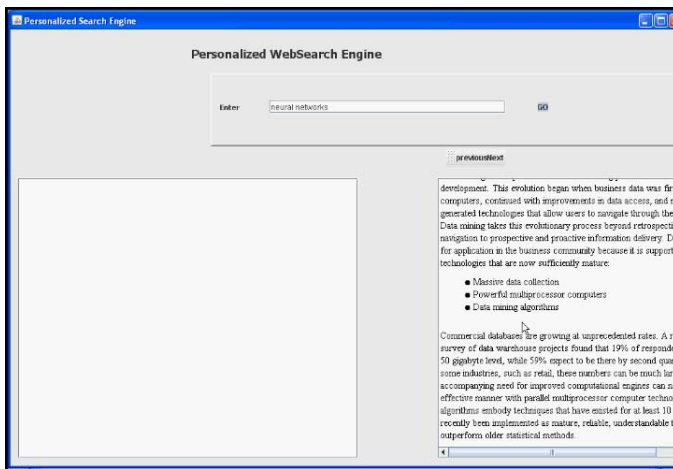 Personalized Search Engine
Personalized WebSearch Engine
Enter
neural networks
GO
previousNext
development. This evolution began when business data was fir
computers, continued with improvements in data access, and
generated technologies that allow users to navigate through the
Data mining takes this evolutionary process beyond retrospecti
navigation to prospective and proactive information delivery. D
for application in the business community because it is support
technologies that are now sufficiently mature:
● Massive data collection
● Powerful multiprocessor computers
● Data mining algorithms
Commercial databases are growing at unprecedented rates. A
survey of data warehouse projects found that 19% of responde
50 gigabyte level, while 59% expect to be there by second quar
some industries, such as retail, these numbers can be much lar
accompanying need for improved computational engines can n
effective manner with parallel multiprocessor computer techno
algorithms embody techniques that have existed for at least 10
recently been implemented as mature, reliable, understandable t
outperform older statistical methods.